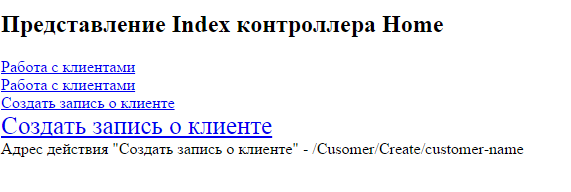 Представление Index контроллера Home
Работа с клиентами
Работа с клиентами
Создать запись о клиенте
Создать запись о клиенте
Адрес действия "Создать запись о клиенте" - /Cusomer/Create/customer-name